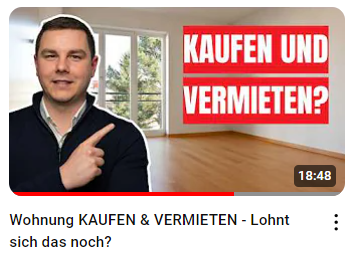 KAUFEN UND
VERMIETEN?
18:48
Wohnung KAUFEN & VERMIETEN - Lohnt
sich das noch?